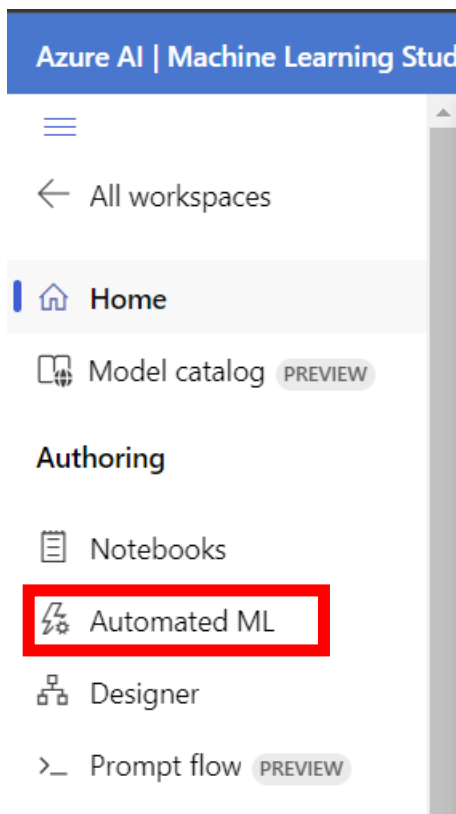 Azure AI | Machine Learning Stud
All workspaces
Home
Model catalog PREVIEW
Authoring
Notebooks
Automated ML
Designer
Prompt flow PREVIEW